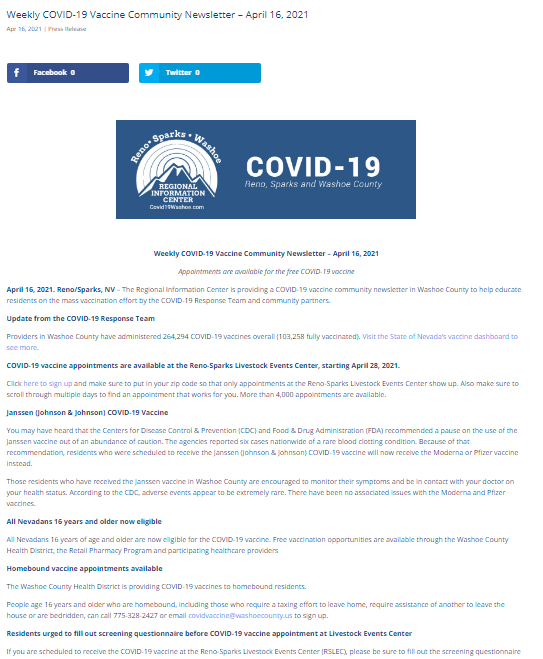 Weekly COVID-19 Vaccine Community Newsletter – April 16, 2021
Apr 16, 2021 | Press Release
Facebook 0
Twitter 0
Reno • Sparks • Washoe
REGIONAL
INFORMATION
CENTER
Covid19Washoe.com
COVID-19
Reno, Sparks and Washoe County
Weekly COVID-19 Vaccine Community Newsletter – April 16, 2021
Appointments are available for the free COVID-19 vaccine
April 16, 2021. Reno/Sparks, NV – The Regional Information Center is providing a COVID-19 vaccine community newsletter in Washoe County to help educate
residents on the mass vaccination effort by the COVID-19 Response Team and community partners.
Update from the COVID-19 Response Team
Providers in Washoe County have administered 264,294 COVID-19 vaccines overall (103,258 fully vaccinated). Visit the State of Nevada's vaccine dashboard to
see more.
COVID-19 vaccine appointments are available at the Reno-Sparks Livestock Events Center, starting April 28, 2021.
Click here to sign up and make sure to put in your zip code so that only appointments at the Reno-Sparks Livestock Events Center show up. Also make sure to
scroll through multiple days to find an appointment that works for you. More than 4,000 appointments are available.
Janssen (Johnson & Johnson) COVID-19 Vaccine
You may have heard that the Centers for Disease Control & Prevention (CDC) and Food & Drug Administration (FDA) recommended a pause on the use of the
Janssen vaccine out of an abundance of caution. The agencies reported six cases nationwide of a rare blood clotting condition. Because of that
recommendation, residents who were scheduled to receive the Janssen (Johnson & Johnson) COVID-19 vaccine will now receive the Moderna or Pfizer vaccine
instead.
Those residents who have received the Janssen vaccine in Washoe County are encouraged to monitor their symptoms and be in contact with your doctor on
your health status. According to the CDC, adverse events appear to be extremely rare. There have been no associated issues with the Moderna and Pfizer
vaccines.
All Nevadans 16 years and older now eligible
All Nevadans 16 years of age and older are now eligible for the COVID-19 vaccine. Free vaccination opportunities are available through the Washoe County
Health District, the Retail Pharmacy Program and participating healthcare providers
Homebound vaccine appointments available
The Washoe County Health District is providing COVID-19 vaccines to homebound residents.
People age 16 years and older who are homebound, including those who require a taxing effort to leave home, require assistance of another to leave the
house or are bedridden, can call 775-328-2427 or email covidvaccine@washoecounty.us to sign up.
Residents urged to fill out screening questionnaire before COVID-19 vaccine appointment at Livestock Events Center
If you are scheduled to receive the COVID-19 vaccine at the Reno-Sparks Livestock Events Center (RSLEC), please be sure to fill out the screening questionnaire